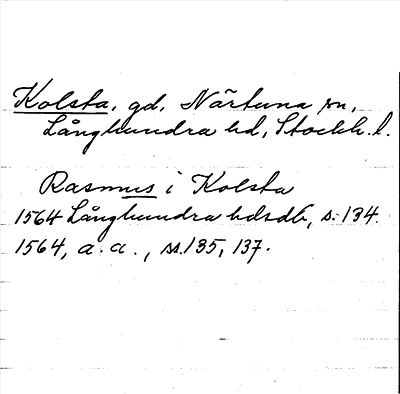 Kolsta, gd, Närtuna sn,
Långhundra hd, Stockh. l.
Rasmus i Kolsta
1564 Långhundra hdsdb, s. 134.
1564, a. a., ss. 135, 137.